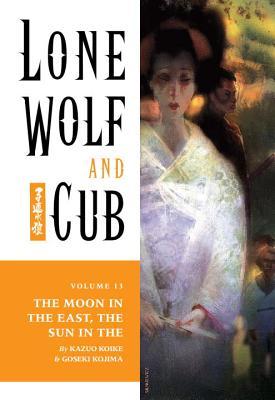 LONE
WOLF
AND
CUB
子連れ狼
VOLUME 13
THE MOON IN
THE EAST, THE
SUN IN THE
By KAZUO KOIKE
& GOSEKI KOJIMA